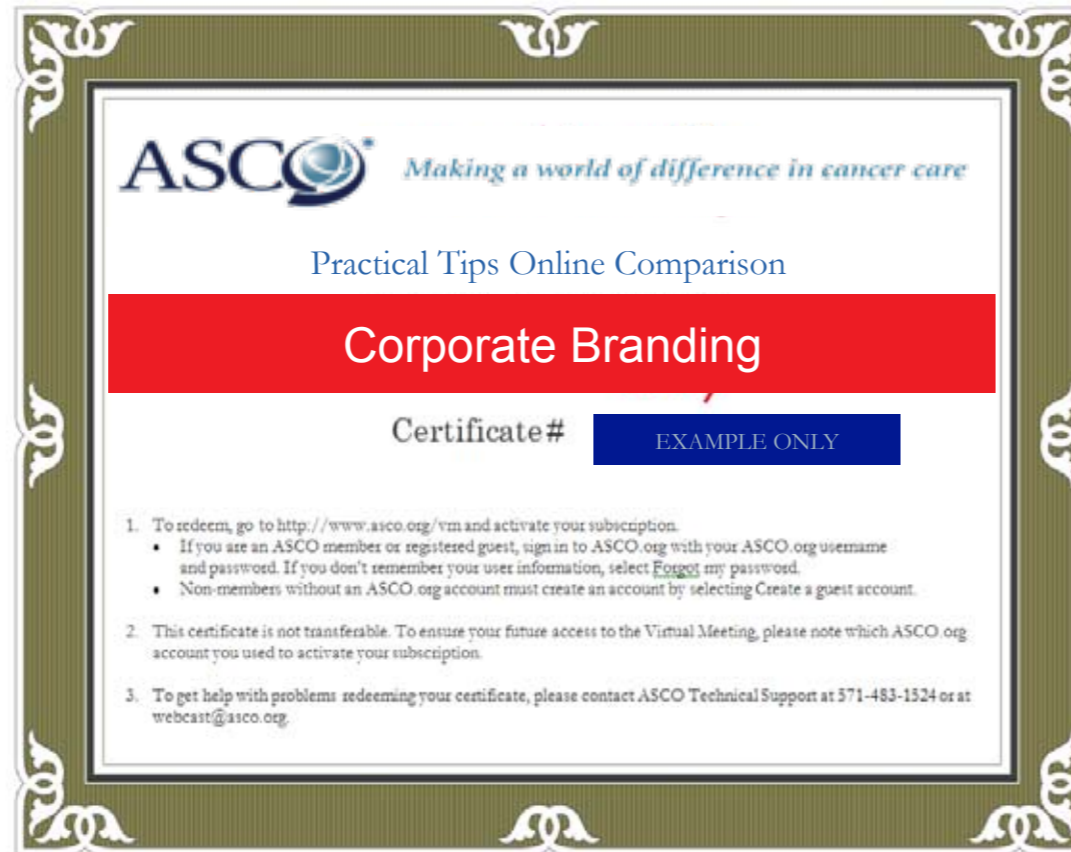 ASCO Making a world of difference in cancer care
Practical Tips Online Comparison
Corporate Branding
Certificate# EXAMPLE ONLY
1. To redeem, go to http://www.asco.org/vm and activate your subscription.
• If you are an ASCO member or registered guest, sign in to ASCO.org with your ASCO.org username
and password. If you don't remember your user information, select Forgot my password.
• Non-members without an ASCO.org account must create an account by selecting Create a guest account.
2. This certificate is not transferable. To ensure your future access to the Virtual Meeting, please note which ASCO.org
account you used to activate your subscription.
3. To get help with problems redeeming your certificate, please contact ASCO Technical Support at 571-483-1524 or at
webcast@asco.org.